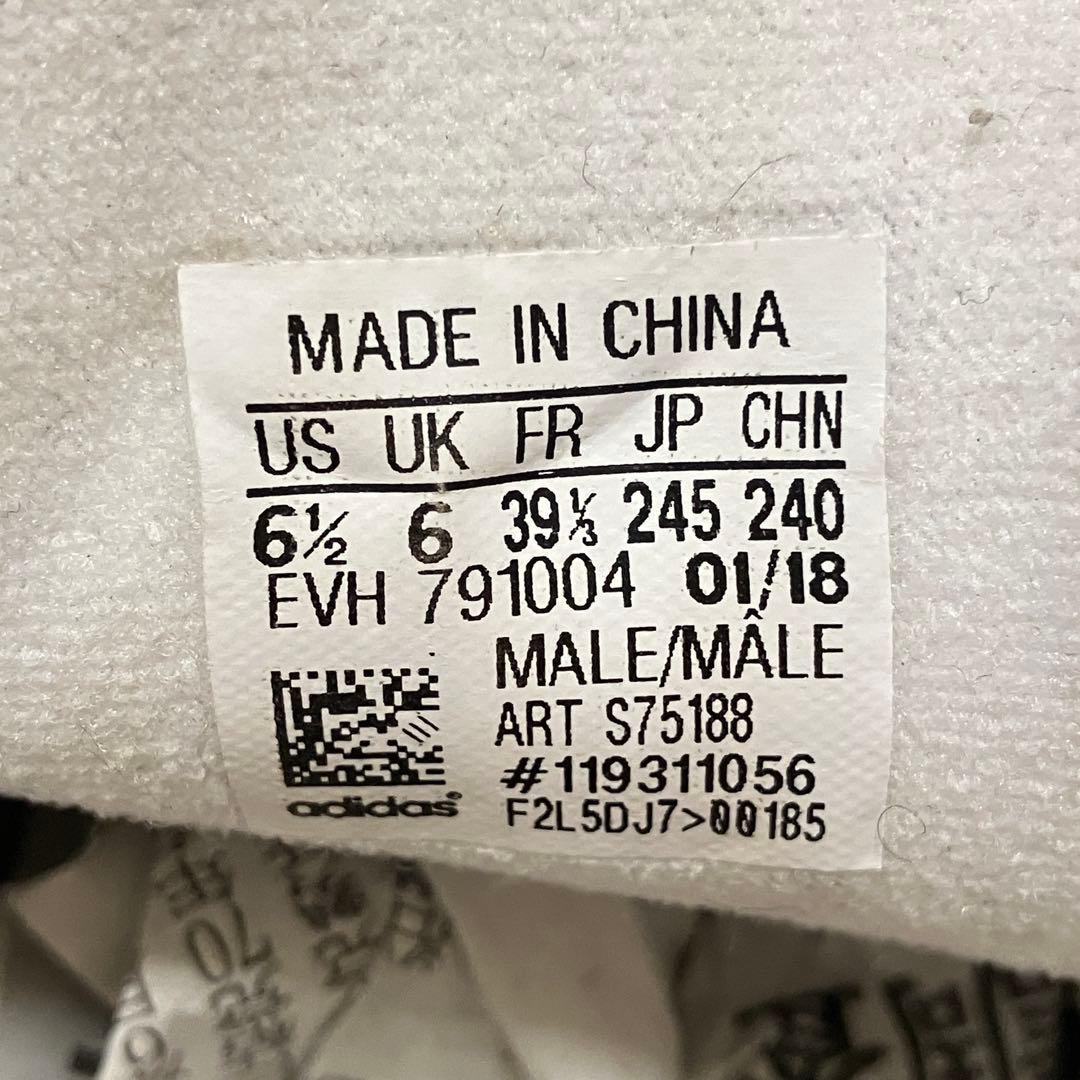 MADE IN CHINA
US UK FR JP CHN
6½ 6 39⅓ 245 240
EVH 791004 01/18
MALE/MÂLE
ART S75188
#119311056
adidas®
F2L5DJ7>00185
70